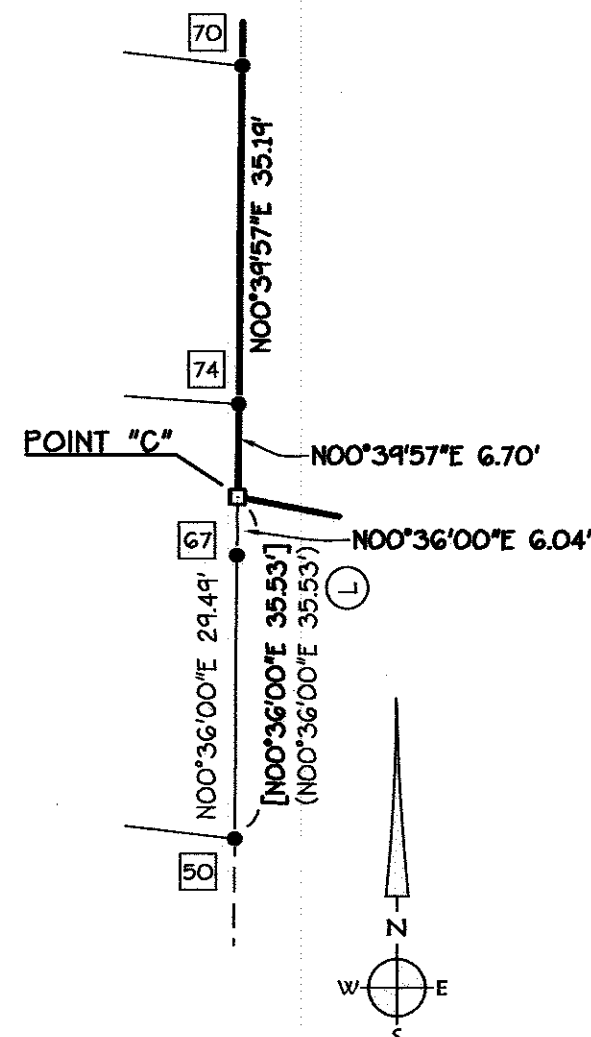 70
N00°39'57"E 35.19'
74
POINT "C"
N00°39'57"E 6.70'
67
N00°36'00"E 6.04'
N00°36'00"E 29.49'
[N00°36'00"E 35.53']
(N00°36'00"E 35.53')
L
50
N
W E
S